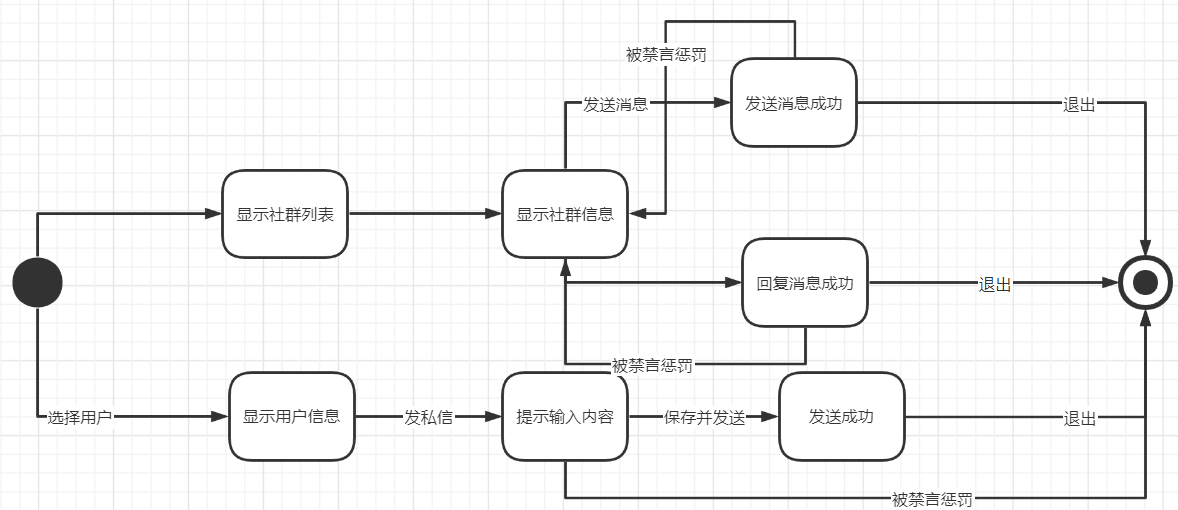 被禁言惩罚
发送消息
发送消息成功
退出
显示社群列表
显示社群信息
回复消息成功
退出
被禁言惩罚
选择用户
显示用户信息
发私信
提示输入内容
保存并发送
发送成功
退出
被禁言惩罚